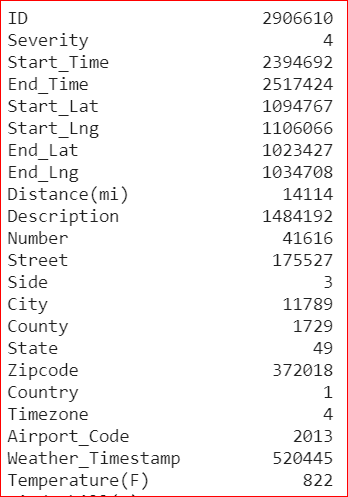 ID 2906610
Severity 4
Start_Time 2394692
End_Time 2517424
Start_Lat 1094767
Start_Lng 1106066
End_Lat 1023427
End_Lng 1034708
Distance(mi) 14114
Description 1484192
Number 41616
Street 175527
Side 3
City 11789
County 1729
State 49
Zipcode 372018
Country 1
Timezone 4
Airport_Code 2013
Weather_Timestamp 520445
Temperature(F) 822